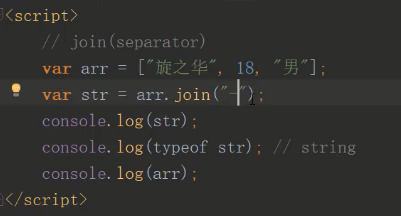 <script>
// join(separator)
var arr = ["旋之华", 18, "男"];
var str = arr.join("-");
console.log(str);
console.log(typeof str); // string
console.log(arr);
</script>